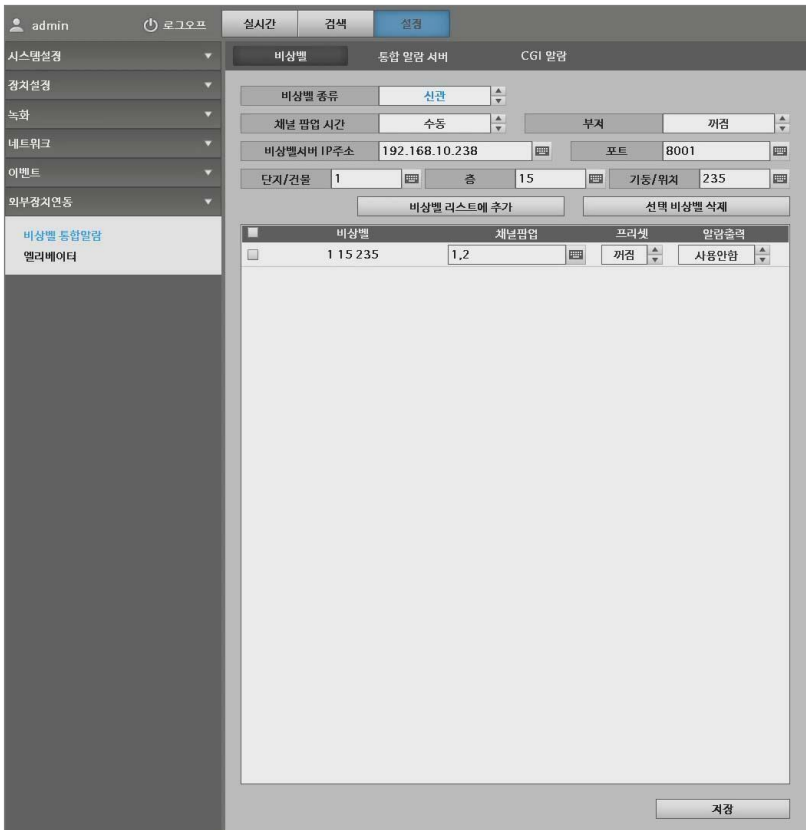 admin 로그오프 실시간 검색 설정
시스템설정
장치설정
녹화
네트워크
이벤트
외부장치연동
비상벨 통합알람
엘리베이터
비상벨 통합 알람 서버 CGI 알람
비상벨 종류 신관
채널 팝업 시간 수동 부져 꺼짐
비상벨서버 IP주소 192.168.10.238 포트 8001
단지/건물 1 층 15 기둥/위치 235
비상벨 리스트에 추가 선택 비상벨 삭제
비상벨 채널팝업 프리셋 알람출력
1 15 235 1,2 꺼짐 사용안함
저장